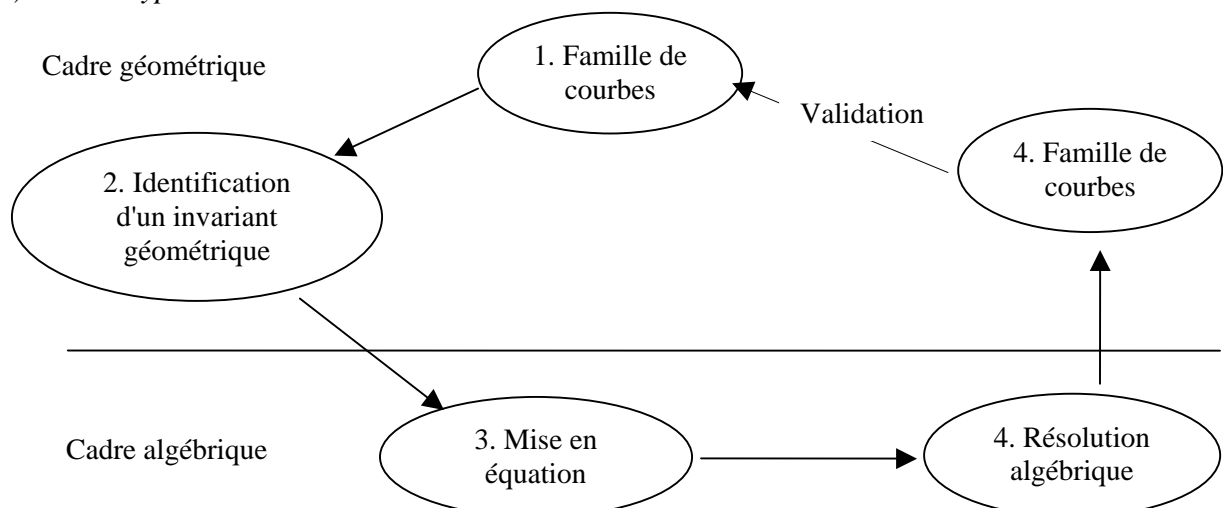 Cadre géométrique
1. Famille de
courbes
Validation
4. Famille de
courbes
2. Identification
d'un invariant
géométrique
Cadre algébrique
3. Mise en
équation
4. Résolution
algébrique